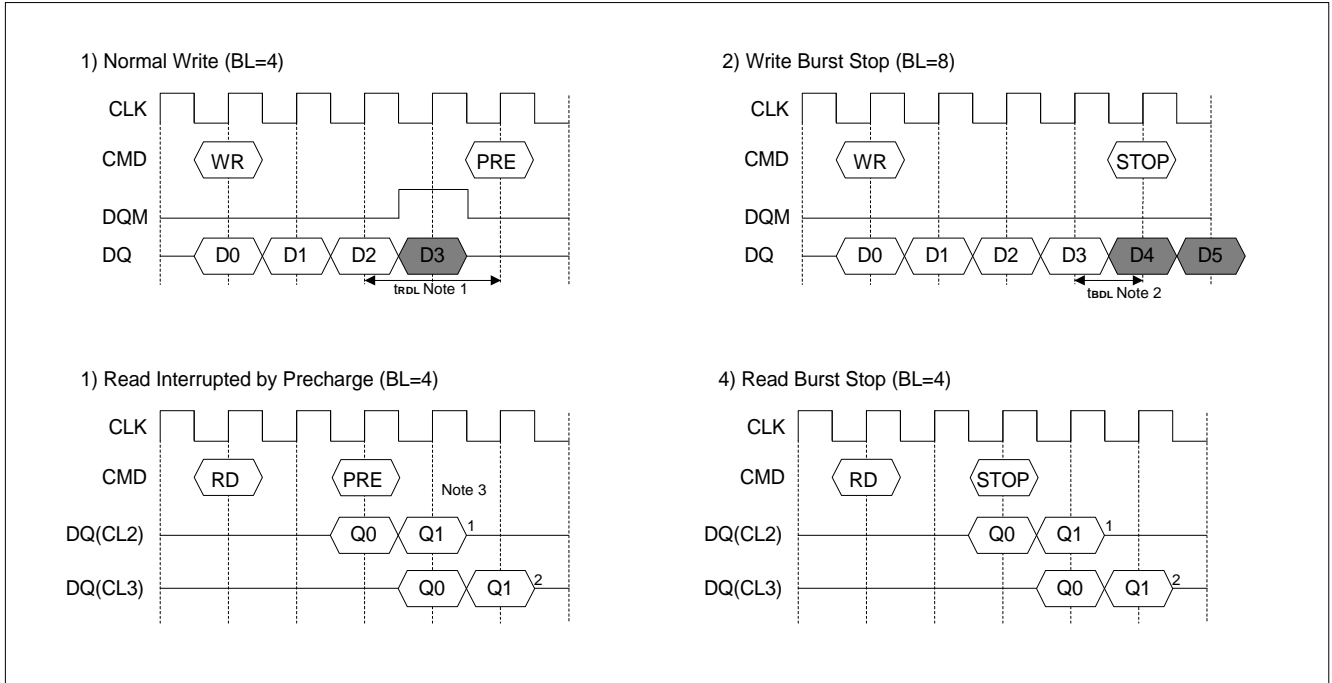 1) Normal Write (BL=4)
CLK
CMD
WR
PRE
DQM
DQ
D0 D1 D2 D3
tRDL Note 1
2) Write Burst Stop (BL=8)
CLK
CMD
WR
STOP
DQM
DQ
D0 D1 D2 D3 D4 D5
tBDL Note 2
1) Read Interrupted by Precharge (BL=4)
CLK
CMD
RD
PRE
Note 3
DQ(CL2)
Q0 Q1 1
DQ(CL3)
Q0 Q1 2
4) Read Burst Stop (BL=4)
CLK
CMD
RD
STOP
DQ(CL2)
Q0 Q1 1
DQ(CL3)
Q0 Q1 2